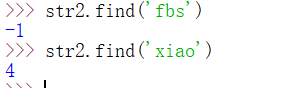 >>> str2.find('fbs')
-1
>>> str2.find('xiao')
4
>>>